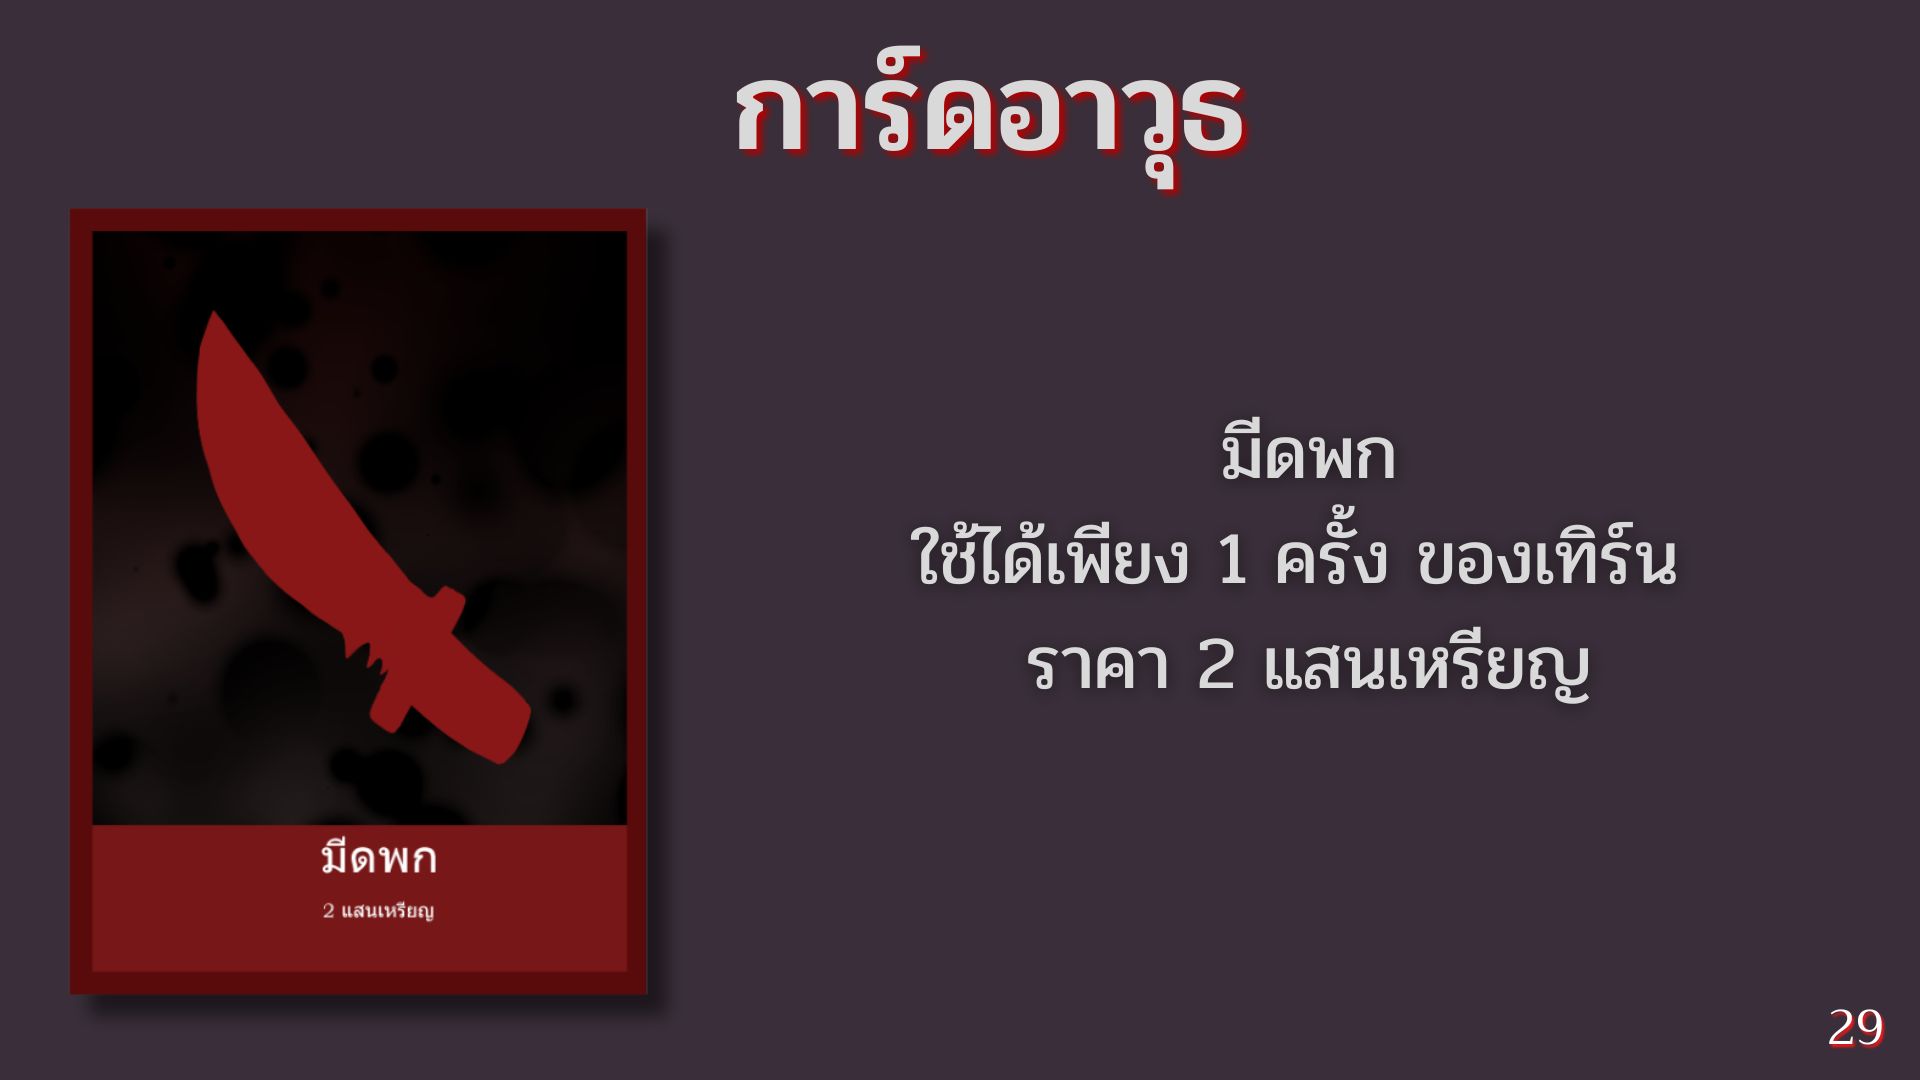 การ์ดอาวุธ
มีดพก
2 แสนเหรียญ
มีดพก
ใช้ได้เพียง 1 ครั้ง ของเทิร์น
ราคา 2 แสนเหรียญ
29